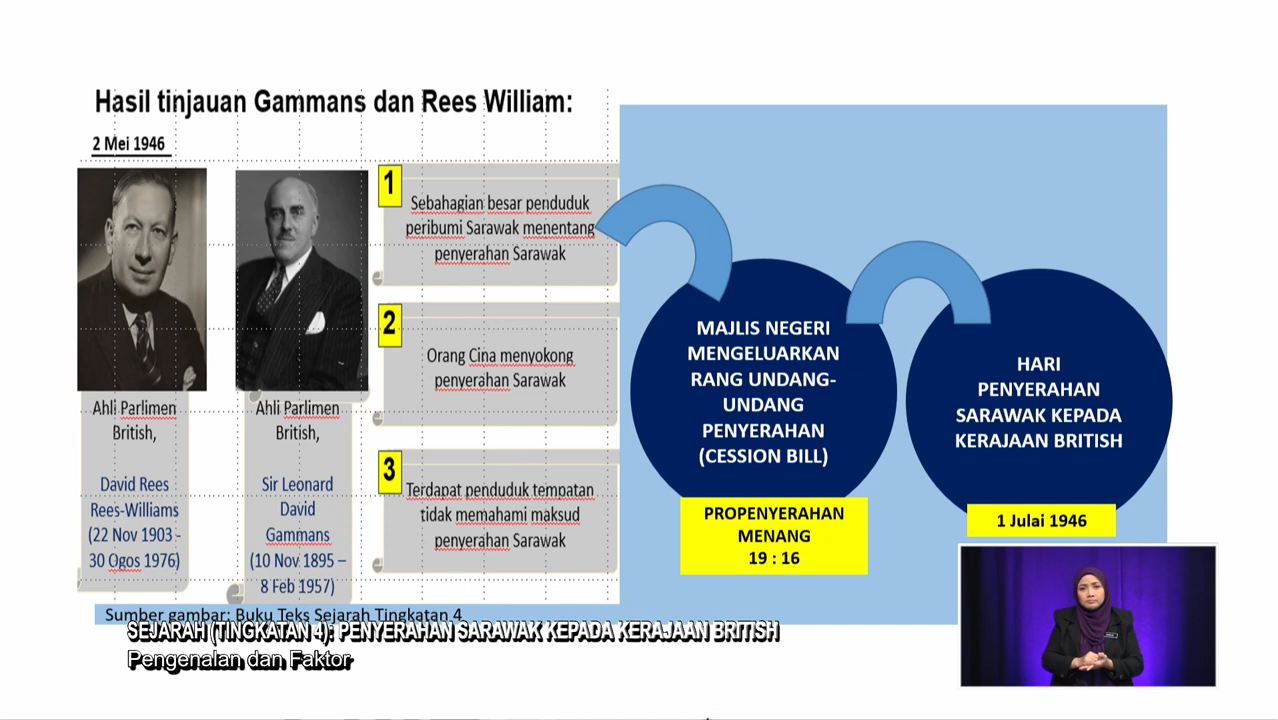 Hasil tinjauan Gammans dan Rees William:
2 Mei 1946
Ahli Parlimen
British,
David Rees
Rees-Williams
(22 Nov 1903 -
30 Ogos 1976)
Ahli Parlimen
British,
Sir Leonard
David
Gammans
(10 Nov 1895 –
8 Feb 1957)
1
Sebahagian besar penduduk
peribumi Sarawak menentang
penyerahan Sarawak
2
Orang Cina menyokong
penyerahan Sarawak
3
Terdapat penduduk tempatan
tidak memahami maksud
penyerahan Sarawak
MAJLIS NEGERI
MENGELUARKAN
RANG UNDANG-
UNDANG
PENYERAHAN
(CESSION BILL)
PROPENYERAHAN
MENANG
19 : 16
HARI
PENYERAHAN
SARAWAK KEPADA
KERAJAAN BRITISH
1 Julai 1946
Sumber gambar: Buku Teks Sejarah Tingkatan 4
SEJARAH (TINGKATAN 4): PENYERAHAN SARAWAK KEPADA KERAJAAN BRITISH
Pengenalan dan Faktor